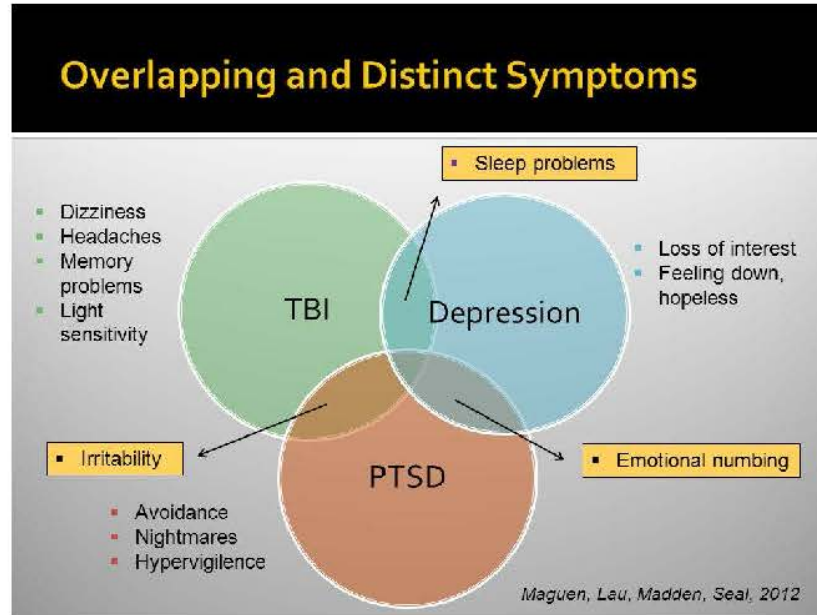 Overlapping and Distinct Symptoms
▪ Sleep problems
▪ Dizziness
▪ Headaches
▪ Memory
problems
▪ Light
sensitivity
▪ Loss of interest
▪ Feeling down,
hopeless
TBI
Depression
▪ Irritability
▪ Emotional numbing
PTSD
▪ Avoidance
▪ Nightmares
▪ Hypervigilence
Maguen, Lau, Madden, Seal, 2012